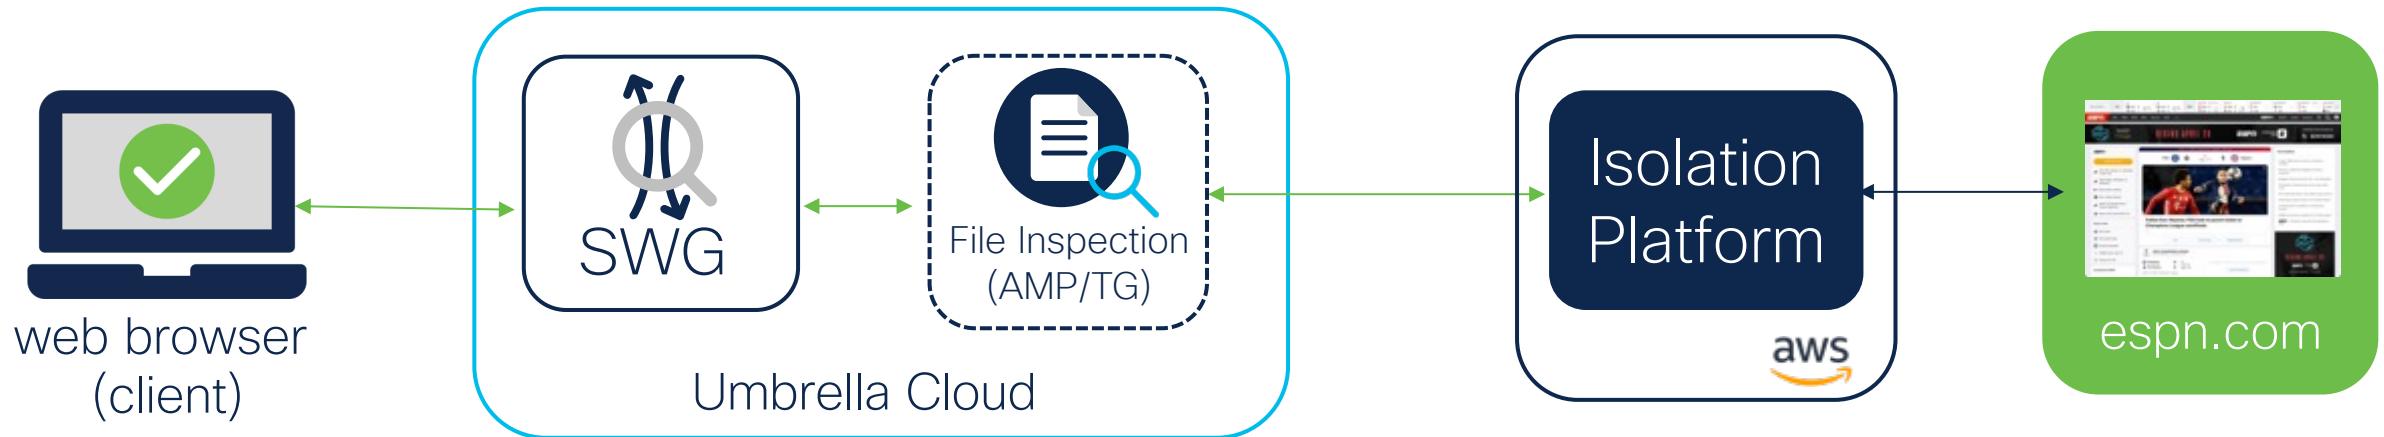 web browser
(client)
SWG
File Inspection
(AMP/TG)
Umbrella Cloud
Isolation
Platform
aws
espn.com